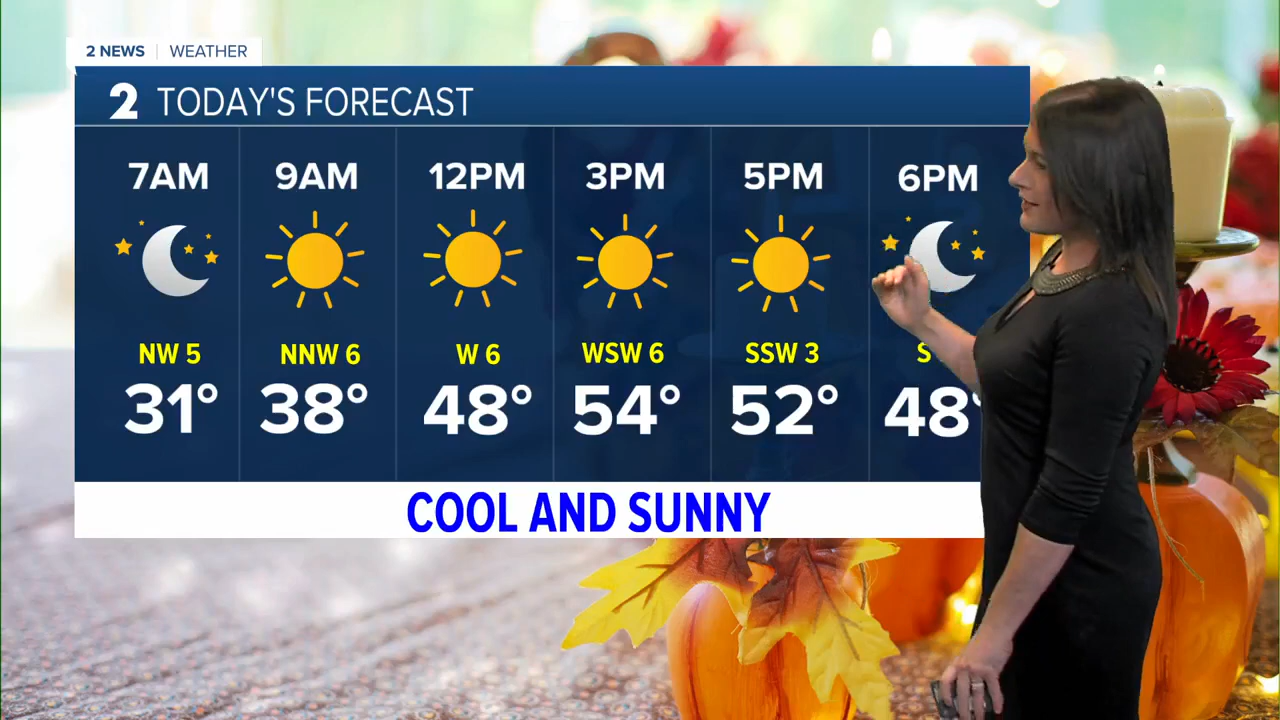 2 NEWS | WEATHER
2 TODAY'S FORECAST
7AM 9AM 12PM 3PM 5PM 6PM
NW 5 NNW 6 W 6 WSW 6 SSW 3
31° 38° 48° 54° 52° 48°
COOL AND SUNNY